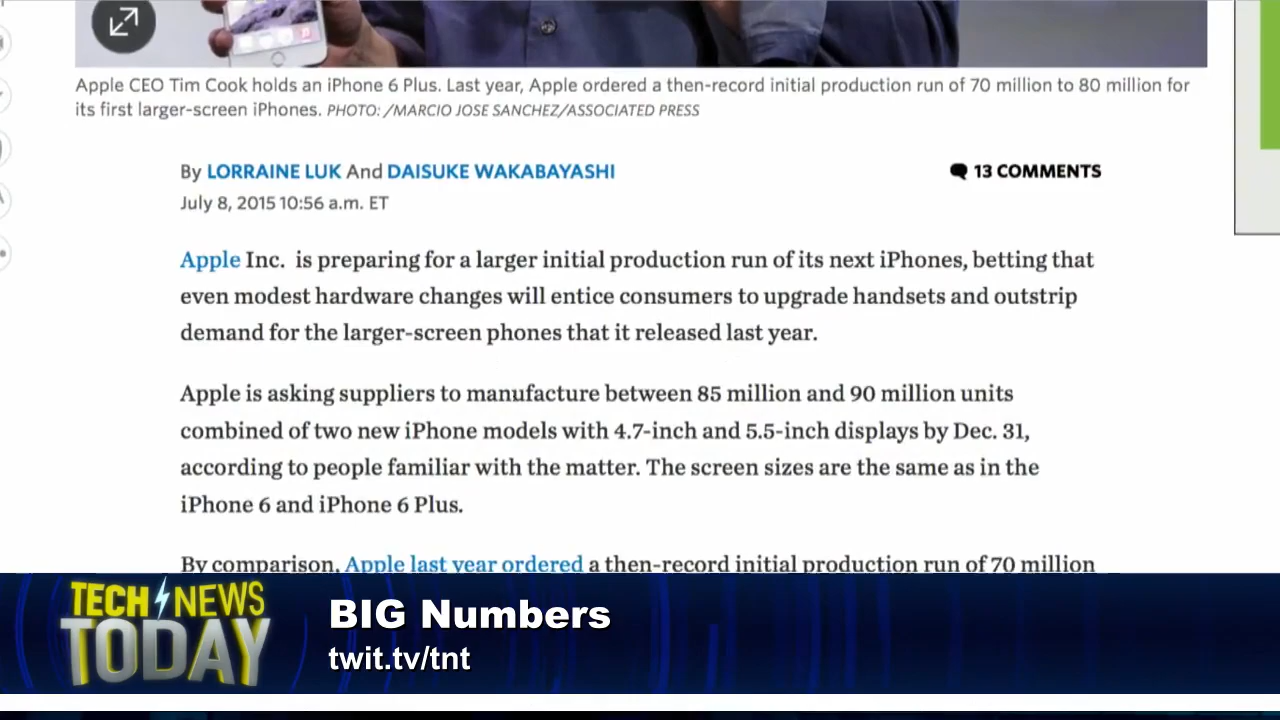 Apple CEO Tim Cook holds an iPhone 6 Plus. Last year, Apple ordered a then-record initial production run of 70 million to 80 million for
its first larger-screen iPhones. PHOTO: /MARCIO JOSE SANCHEZ/ASSOCIATED PRESS
By LORRAINE LUK And DAISUKE WAKABAYASHI
13 COMMENTS
July 8, 2015 10:56 a.m. ET
Apple Inc. is preparing for a larger initial production run of its next iPhones, betting that
even modest hardware changes will entice consumers to upgrade handsets and outstrip
demand for the larger-screen phones that it released last year.
Apple is asking suppliers to manufacture between 85 million and 90 million units
combined of two new iPhone models with 4.7-inch and 5.5-inch displays by Dec. 31,
according to people familiar with the matter. The screen sizes are the same as in the
iPhone 6 and iPhone 6 Plus.
By comparison, Apple last year ordered a then-record initial production run of 70 million
TECH NEWS
TODAY
BIG Numbers
twit.tv/tnt